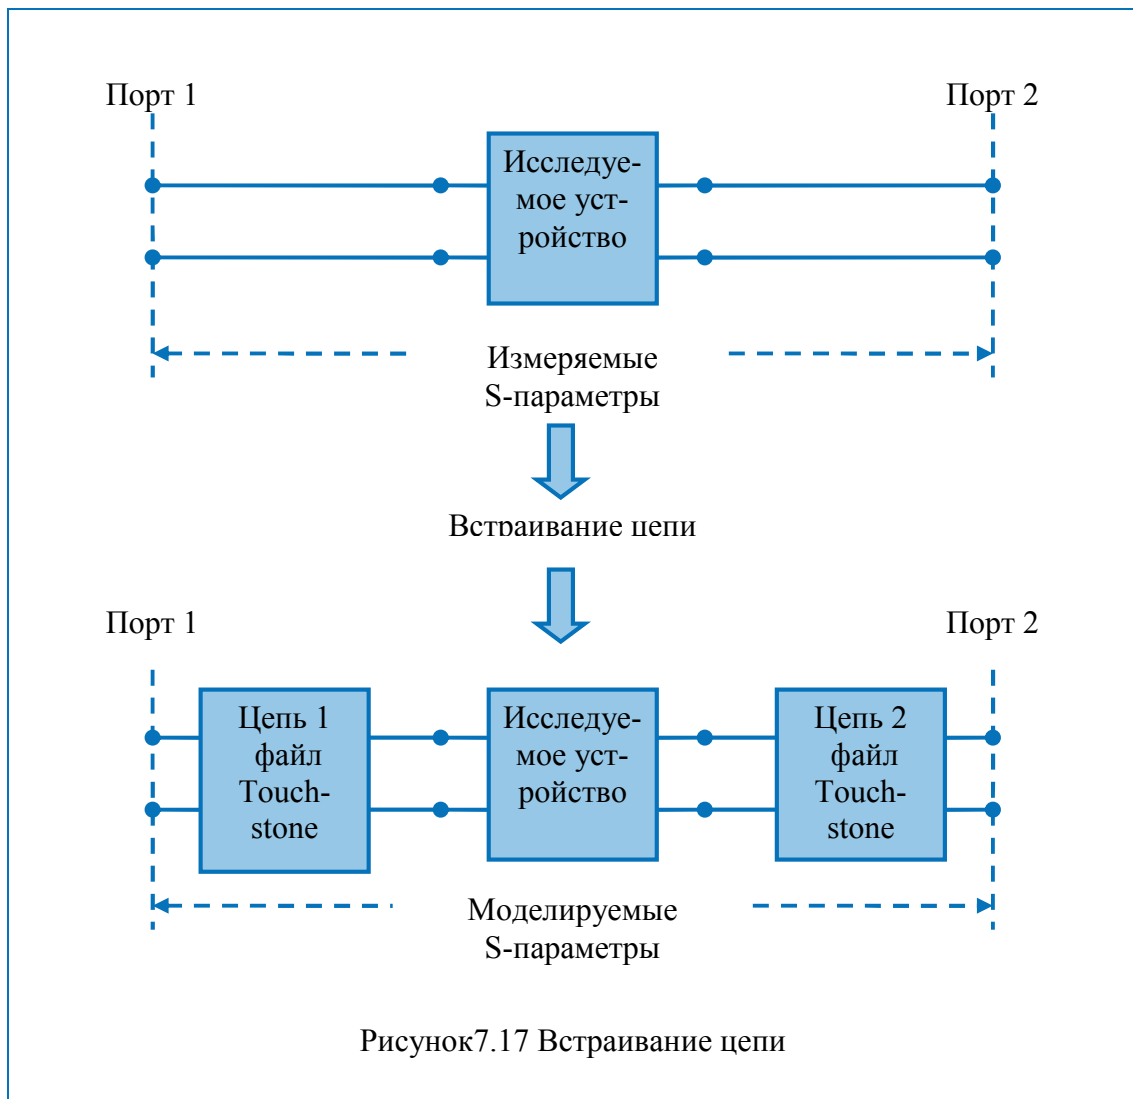 Порт 1
Порт 2
Исследуе-
мое уст-
ройство
Измеряемые
S-параметры
Встраивание цепи
Порт 1
Порт 2
Цепь 1
файл
Touch-
stone
Исследуе-
мое уст-
ройство
Цепь 2
файл
Touch-
stone
Моделируемые
S-параметры
Рисунок7.17 Встраивание цепи